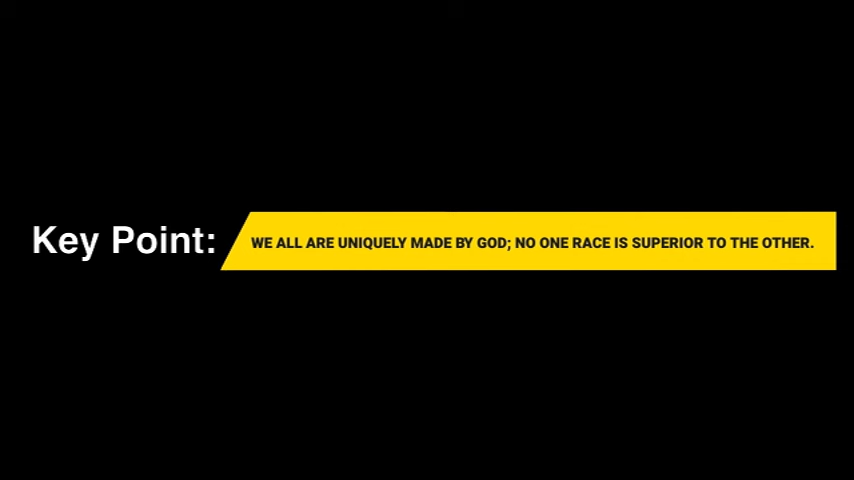 Key Point: WE ALL ARE UNIQUELY MADE BY GOD; NO ONE RACE IS SUPERIOR TO THE OTHER.